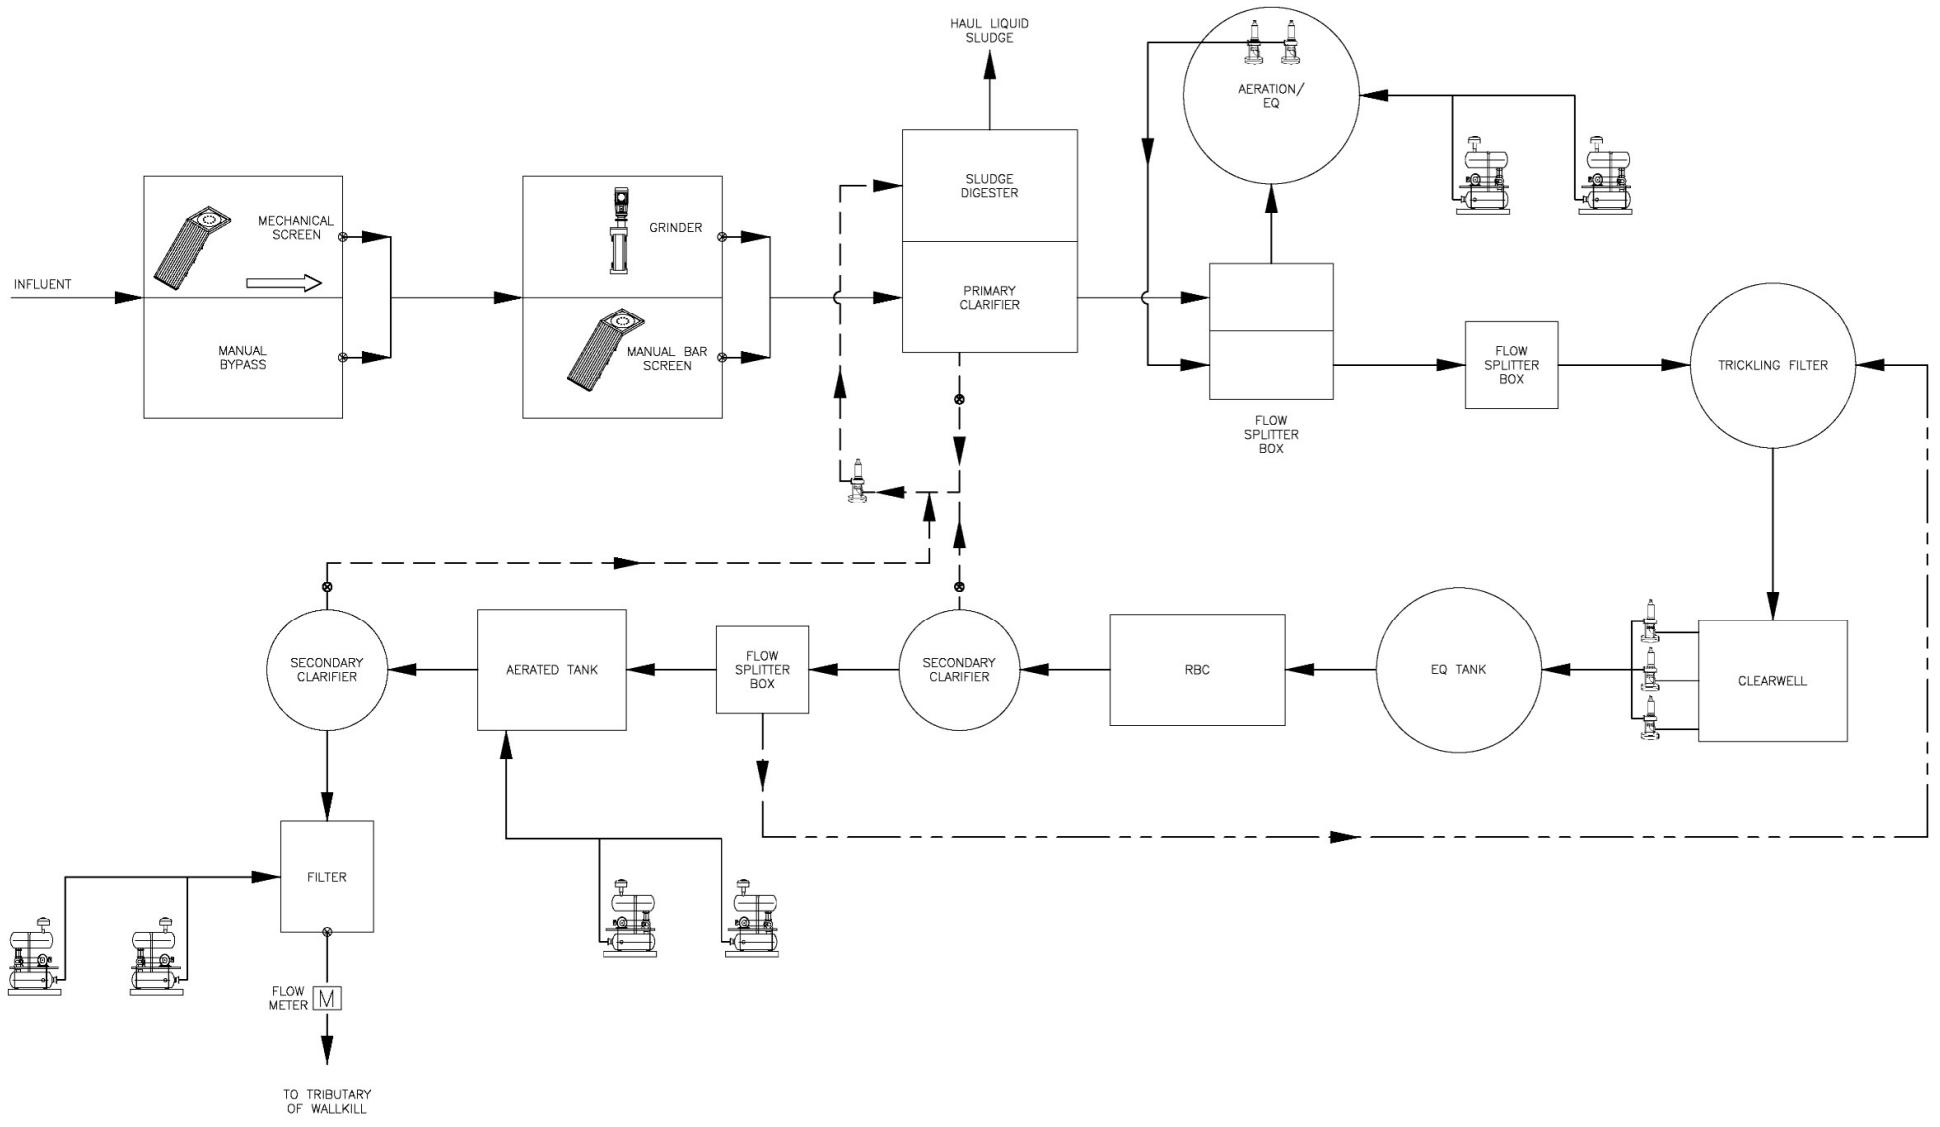 HAUL LIQUID
SLUDGE
AERATION/
EQ
SLUDGE
DIGESTER
MECHANICAL
SCREEN
GRINDER
INFLUENT
PRIMARY
CLARIFIER
MANUAL
BYPASS
MANUAL BAR
SCREEN
FLOW
SPLITTER
BOX
TRICKLING FILTER
FLOW
SPLITTER
BOX
SECONDARY
CLARIFIER
AERATED TANK
FLOW
SPLITTER
BOX
SECONDARY
CLARIFIER
RBC
EQ TANK
CLEARWELL
FILTER
FLOW
METER
M
TO TRIBUTARY
OF WALLKILL